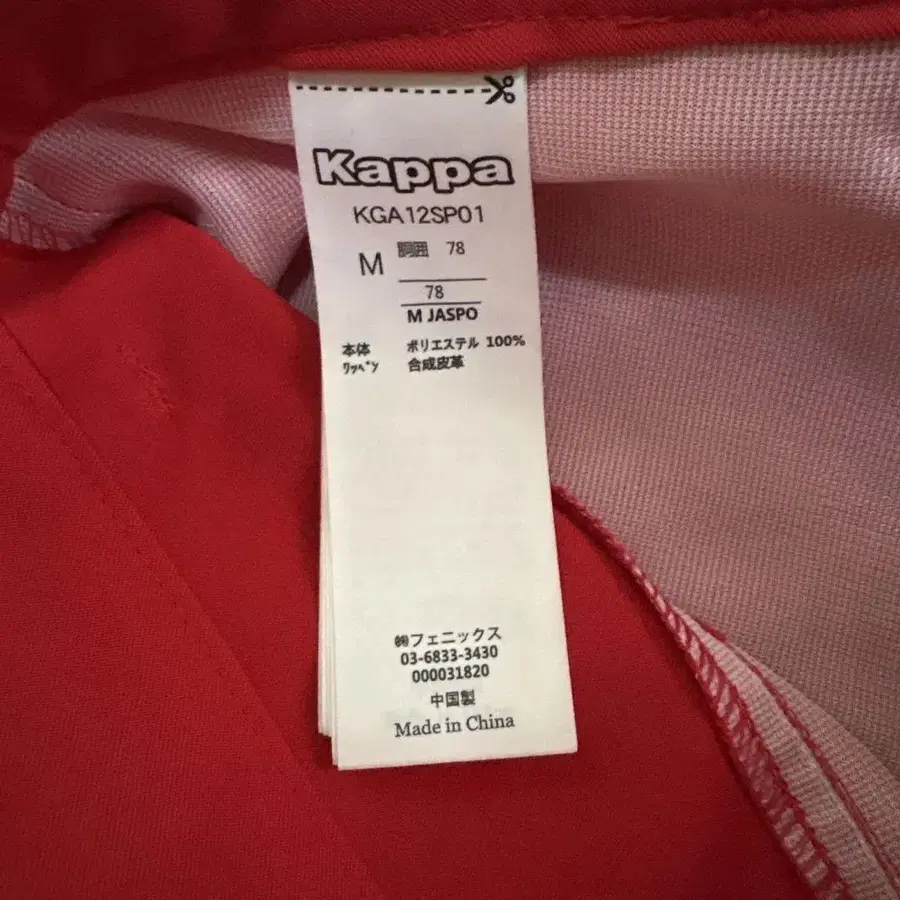 Kappa
KGA12SP01
M 胴囲 78
78
M JASPO
本体 ポリエステル 100%
ワッペン 合成皮革
㈱フェニックス
03-6833-3430
000031820
中国製
Made in China